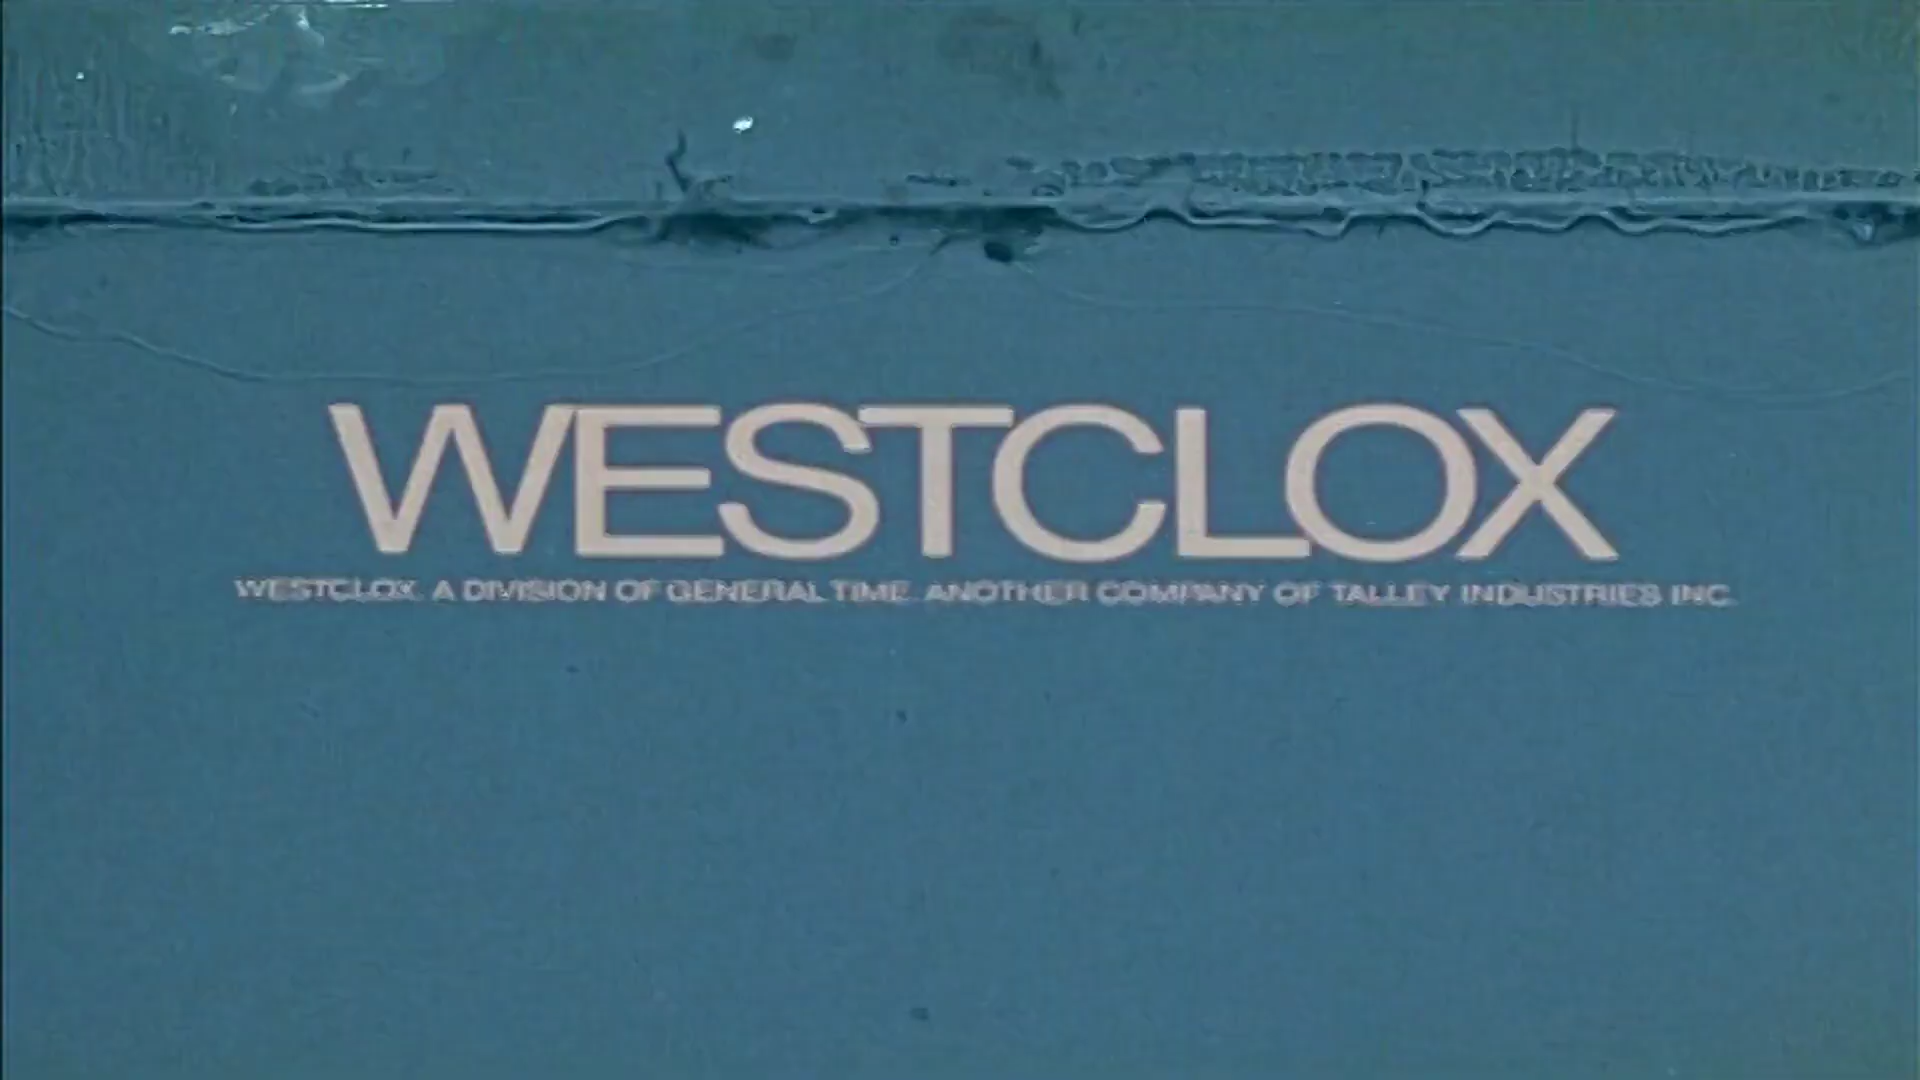 WESTCLOX
WESTCLOX. A DIVISION OF GENERAL TIME. ANOTHER COMPANY OF TALLEY INDUSTRIES INC.